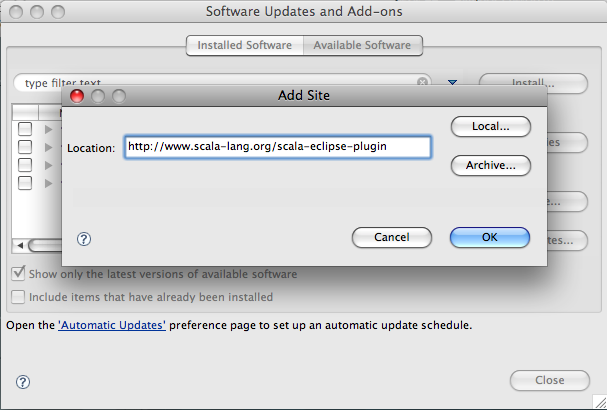 Software Updates and Add-ons
Installed Software
Available Software
type filter text
Install...
Add Site
Location:
http://www.scala-lang.org/scala-eclipse-plugin
Local...
Archive...
?
Cancel
OK
Show only the latest versions of available software
Include items that have already been installed
Open the 'Automatic Updates' preference page to set up an automatic update schedule.
?
Close